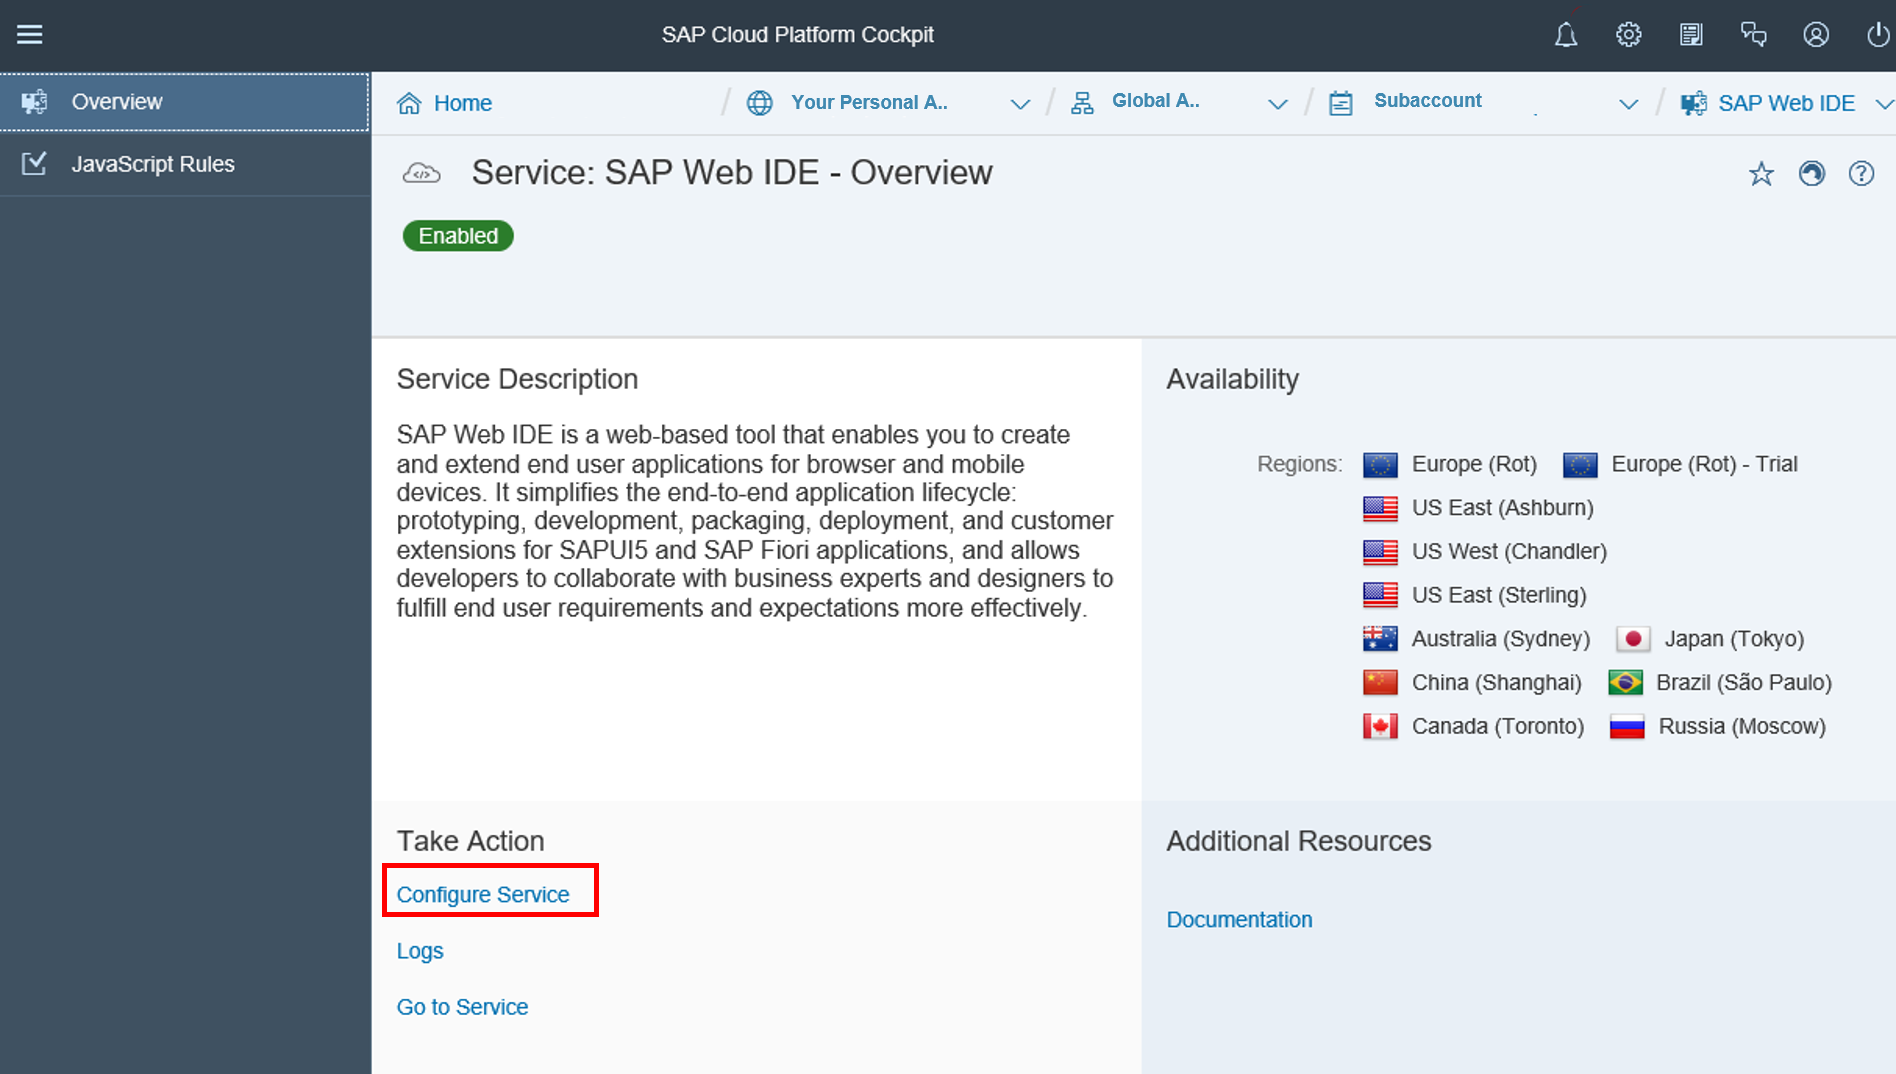 SAP Cloud Platform Cockpit
Overview
JavaScript Rules
Home / Your Personal A.. / Global A.. / Subaccount / SAP Web IDE
Service: SAP Web IDE - Overview
Enabled
Service Description
SAP Web IDE is a web-based tool that enables you to create
and extend end user applications for browser and mobile
devices. It simplifies the end-to-end application lifecycle:
prototyping, development, packaging, deployment, and customer
extensions for SAPUI5 and SAP Fiori applications, and allows
developers to collaborate with business experts and designers to
fulfill end user requirements and expectations more effectively.
Availability
Regions: Europe (Rot) Europe (Rot) - Trial
US East (Ashburn)
US West (Chandler)
US East (Sterling)
Australia (Sydney) Japan (Tokyo)
China (Shanghai) Brazil (São Paulo)
Canada (Toronto) Russia (Moscow)
Take Action
Configure Service
Logs
Go to Service
Additional Resources
Documentation